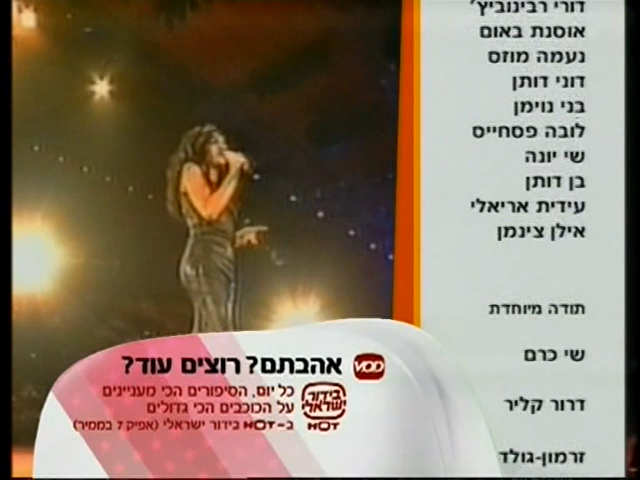 דורי רבינוביץ'
אוסנת באום
נעמה מוזס
דוני דותן
בני נוימן
לובה פסחייס
שי יונה
בן דותן
עידית אריאלי
אילן צינמן
תודה מיוחדת
שי כרם
דרור קליר
זרמון-גולד
אהבתם? רוצים עוד?
VOD
כל יום, הסיפורים הכי מעניינים
על הכוכבים הכי גדולים
ב-HOT בידור ישראלי (אפיק 7 בממיר)
בידור
ישראלי
HOT